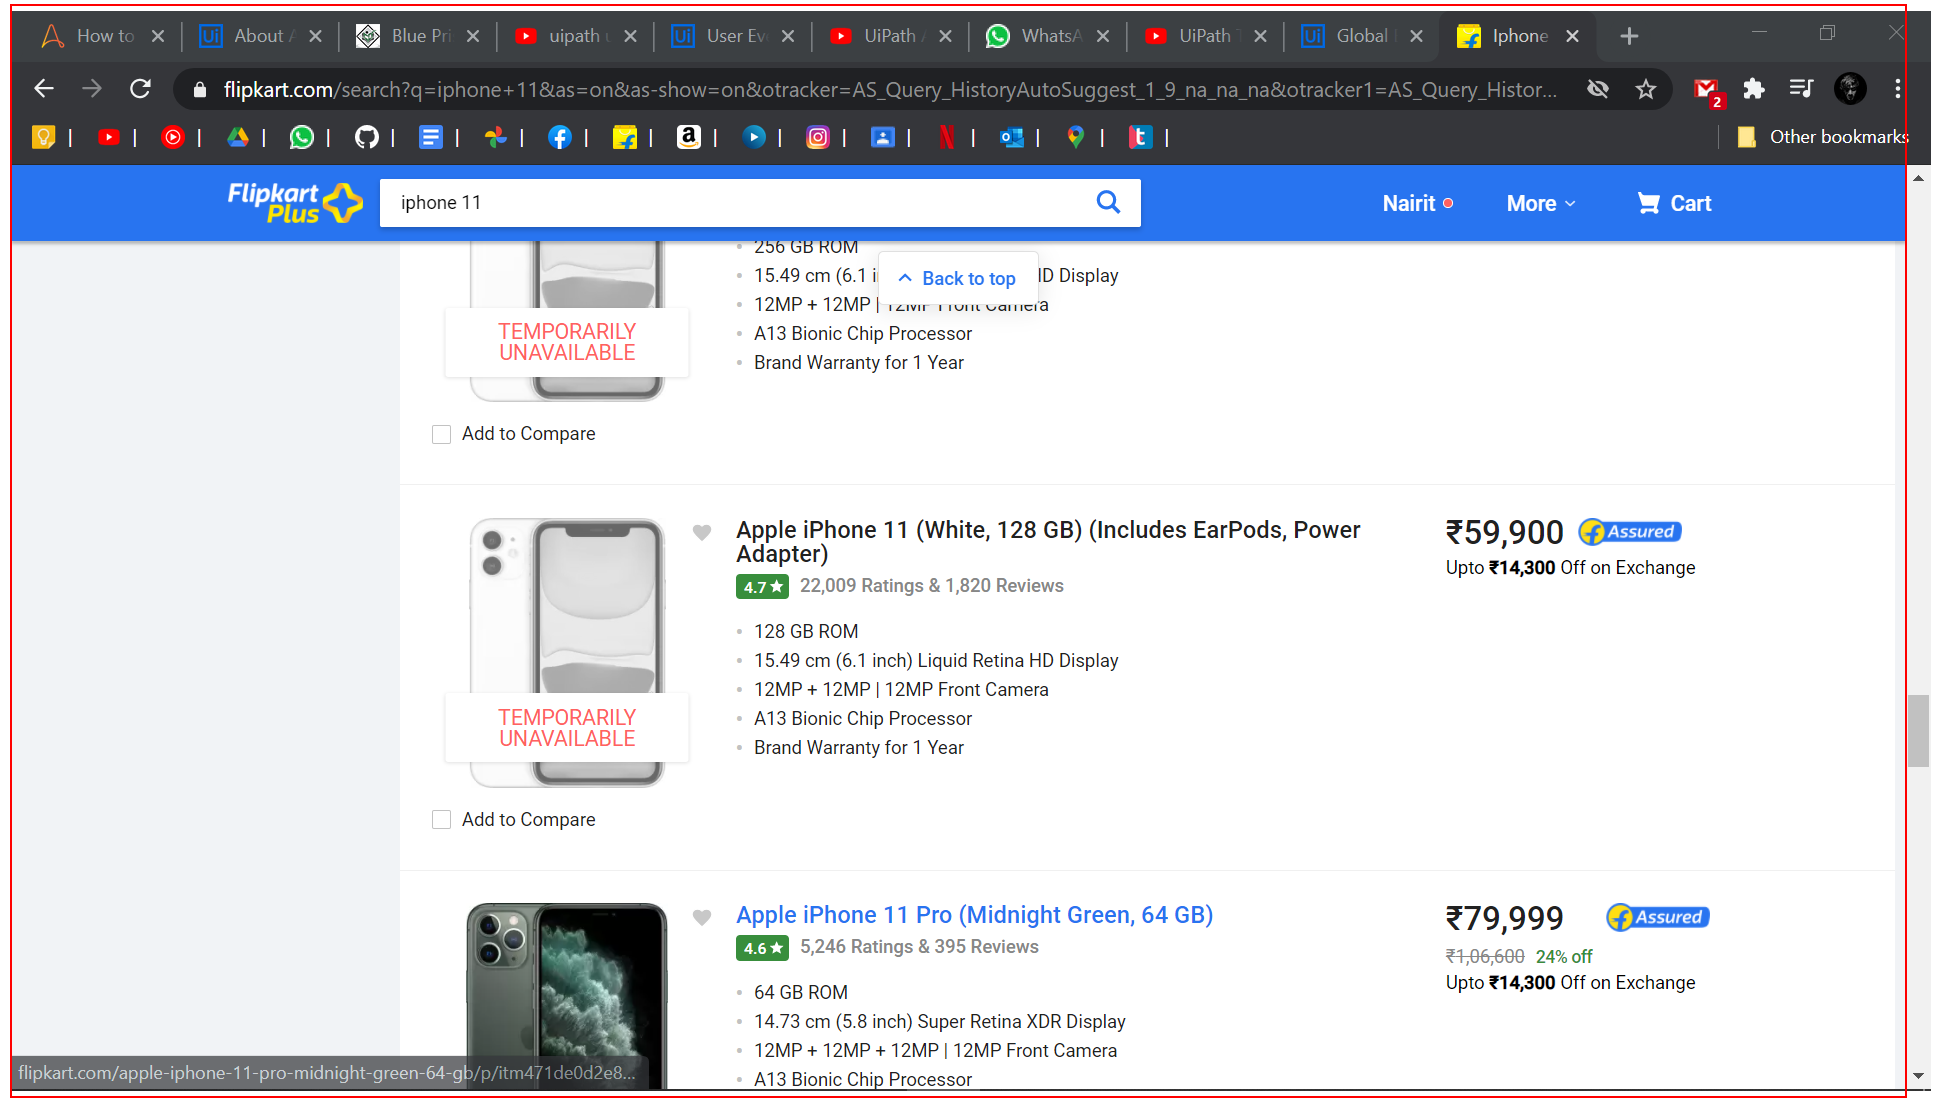 How to
About A
Blue Pri
uipath u
User Eve
UiPath A
WhatsA
UiPath T
Global
Iphone
flipkart.com/search?q=iphone+11&as=on&as-show=on&otracker=AS_Query_HistoryAutoSuggest_1_9_na_na_na&otracker1=AS_Query_Histor...
2
Other bookmarks
Flipkart
Plus
iphone 11
Nairit
More
Cart
256 GB ROM
15.49 cm (6.1 i
D Display
Back to top
12MP + 12MP | 12MP Front Camera
A13 Bionic Chip Processor
Brand Warranty for 1 Year
TEMPORARILY
UNAVAILABLE
Add to Compare
Apple iPhone 11 (White, 128 GB) (Includes EarPods, Power
Adapter)
4.7★ 22,009 Ratings & 1,820 Reviews
128 GB ROM
15.49 cm (6.1 inch) Liquid Retina HD Display
12MP + 12MP | 12MP Front Camera
A13 Bionic Chip Processor
Brand Warranty for 1 Year
₹59,900 Assured
Upto ₹14,300 Off on Exchange
TEMPORARILY
UNAVAILABLE
Add to Compare
Apple iPhone 11 Pro (Midnight Green, 64 GB)
4.6★ 5,246 Ratings & 395 Reviews
64 GB ROM
14.73 cm (5.8 inch) Super Retina XDR Display
12MP + 12MP + 12MP | 12MP Front Camera
A13 Bionic Chip Processor
₹79,999 Assured
₹1,06,600 24% off
Upto ₹14,300 Off on Exchange
flipkart.com/apple-iphone-11-pro-midnight-green-64-gb/p/itm471de0d2e8...